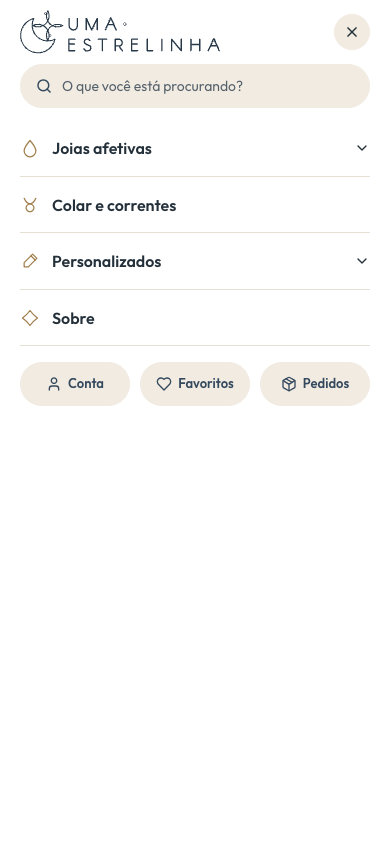 UMA
ESTRELINHA
O que você está procurando?
Joias afetivas
Colar e correntes
Personalizados
Sobre
Conta
Favoritos
Pedidos